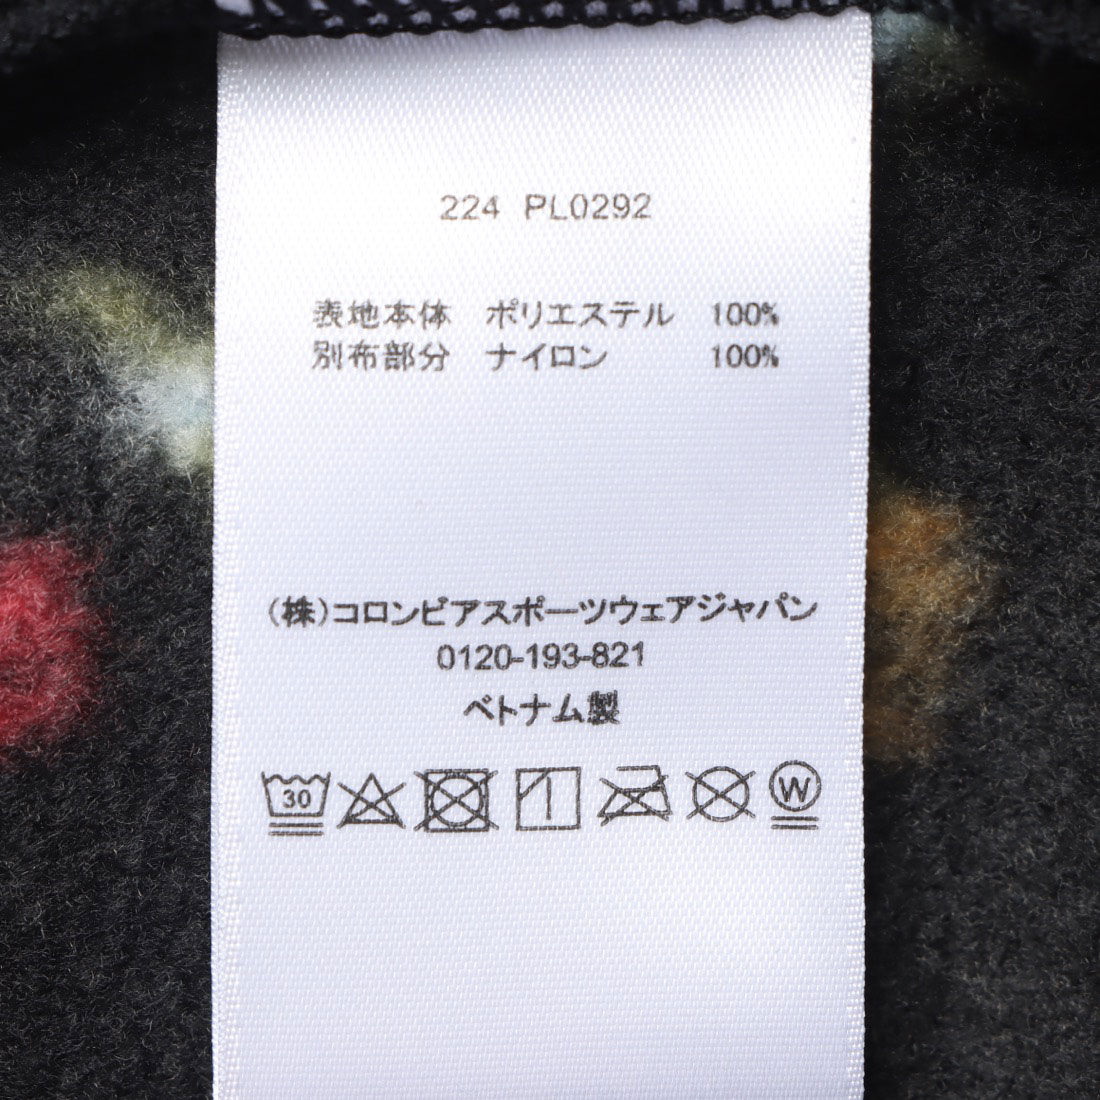 224 PL0292
表地本体 ポリエステル 100%
別布部分 ナイロン 100%
(株)コロンビアスポーツウェアジャパン
0120-193-821
ベトナム製
30 W